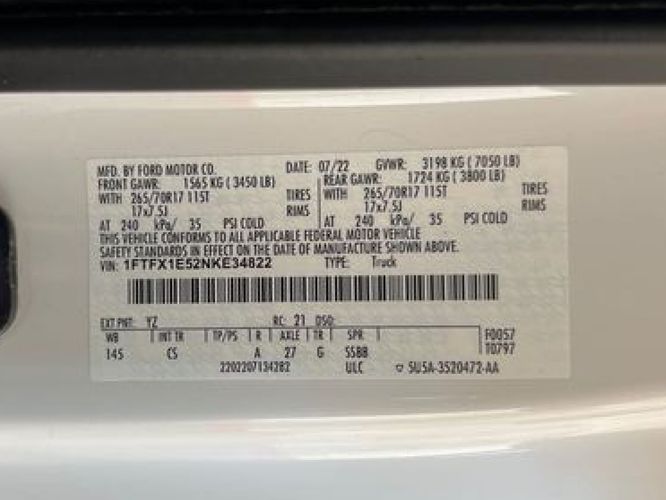 MFD. BY FORD MOTOR CO. DATE: 07/22 GVWR: 3198 KG ( 7050 LB)
FRONT GAWR: 1565 KG ( 3450 LB) REAR GAWR: 1724 KG ( 3800 LB)
WITH 265/70R17 115T TIRES WITH 265/70R17 115T TIRES
17x7.5J RIMS 17x7.5J RIMS
AT 240 kPa/ 35 PSI COLD AT 240 kPa/ 35 PSI COLD
THIS VEHICLE CONFORMS TO ALL APPLICABLE FEDERAL MOTOR VEHICLE
SAFETY STANDARDS IN EFFECT ON THE DATE OF MANUFACTURE SHOWN ABOVE.
VIN: 1FTFX1E52NKE34822 TYPE: Truck
EXT PNT: YZ RC: 21 DSO:
WB INT TR TP/PS R AXLE TR SPR F0057
145 CS A 27 G SSBB T0797
2202207134282 ULC 5U5A-3520472-AA